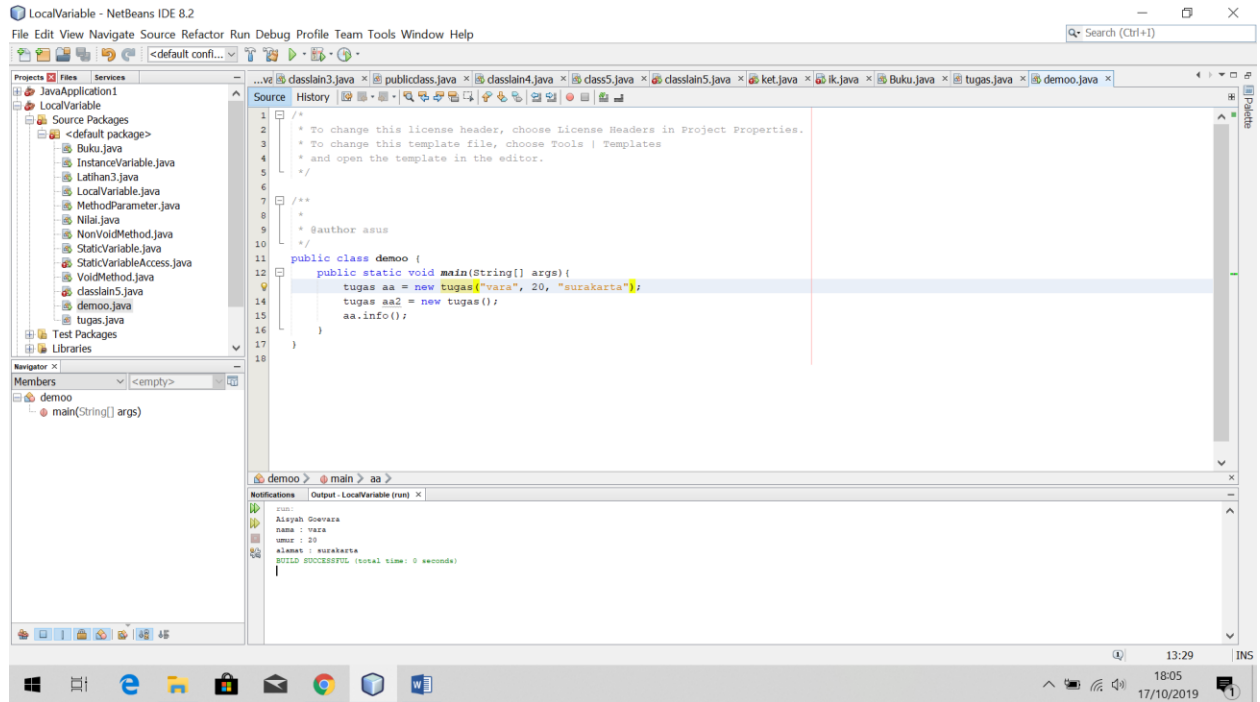 LocalVariable - NetBeans IDE 8.2
File Edit View Navigate Source Refactor Run Debug Profile Team Tools Window Help
Search (Ctrl+I)
<default confi...
Projects Files Services
...va classlain3.java publicclass.java classlain4.java class5.java classlain5.java ket.java ik.java Buku.java tugas.java demoo.java
Source History
Palette
JavaApplication1
LocalVariable
Source Packages
<default package>
Buku.java
InstanceVariable.java
Latihan3.java
LocalVariable.java
MethodParameter.java
Nilai.java
NonVoidMethod.java
StaticVariable.java
StaticVariableAccess.java
VoidMethod.java
classlain5.java
demoo.java
tugas.java
Test Packages
Libraries
Navigator
Members <empty>
demoo
main(String[] args)
1 /*
2 * To change this license header, choose License Headers in Project Properties.
3 * To change this template file, choose Tools | Templates
4 * and open the template in the editor.
5 */
6
7 /**
8 *
9 * @author asus
10 */
11 public class demoo {
12 public static void main(String[] args){
tugas aa = new tugas("vara", 20, "surakarta");
14 tugas aa2 = new tugas();
15 aa.info();
16 }
17 }
18
demoo main aa
Notifications Output - LocalVariable (run)
run:
Aisyah Goevara
nama : vara
umur : 20
alamat : surakarta
BUILD SUCCESSFUL (total time: 0 seconds)
1 13:29 INS
18:05
17/10/2019
1